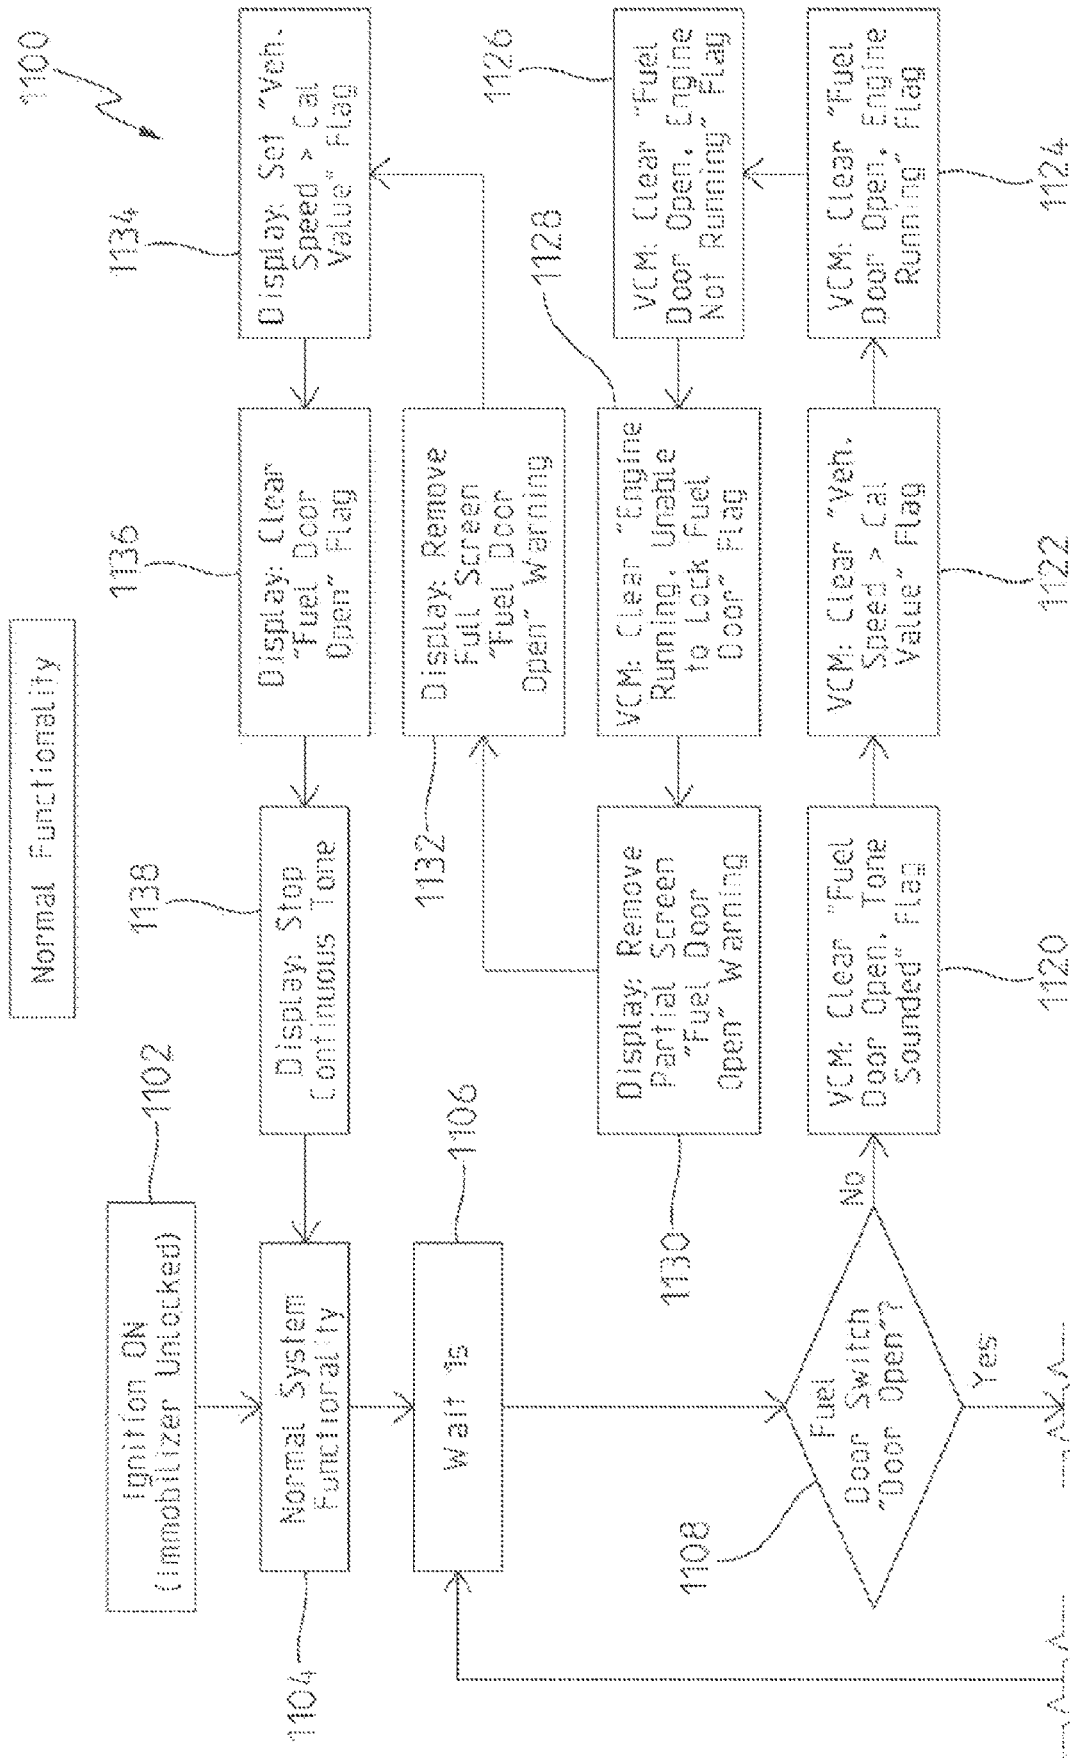 Normal Functionality
1100
1102
Ignition ON
(immobilizer Unlocked)
1104
Normal System
Functionality
1106
Wait 1s
1108
Fuel
Door Switch
"Door Open"?
No
Yes
1120
VCM: Clear "Fuel
Door Open, Tone
Sounded" Flag
1122
VCM: Clear "Veh.
Speed > Cal
Value" Flag
1124
VCM: Clear "Fuel
Door Open, Engine
Running" Flag
1126
VCM: Clear "Fuel
Door Open, Engine
Not Running" Flag
1128
VCM: Clear "Engine
Running, Unable
to Lock Fuel
Door" Flag
1130
Display: Remove
Partial Screen
"Fuel Door
Open" Warning
1132
Display: Remove
Full Screen
"Fuel Door
Open" Warning
1134
Display: Set "Veh.
Speed > Cal
Value" Flag
1136
Display: Clear
"Fuel Door
Open" Flag
1138
Display: Stop
Continuous Tone